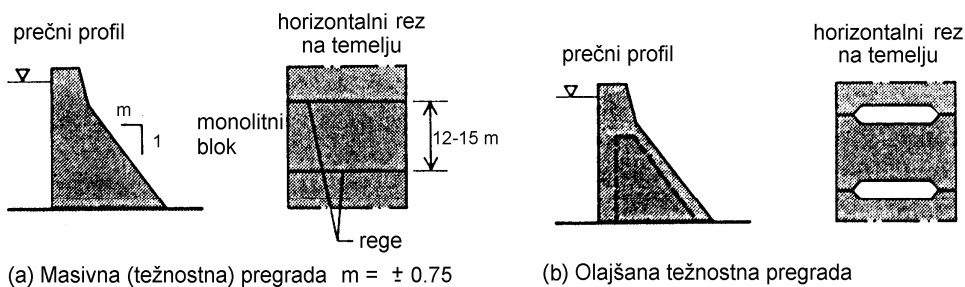 prečni profil
horizontalni rez
na temelju
m
1
monolitni
blok
12-15 m
rege
(a) Masivna (težnostna) pregrada m = ± 0.75
prečni profil
horizontalni rez
na temelju
(b) Olajšana težnostna pregrada